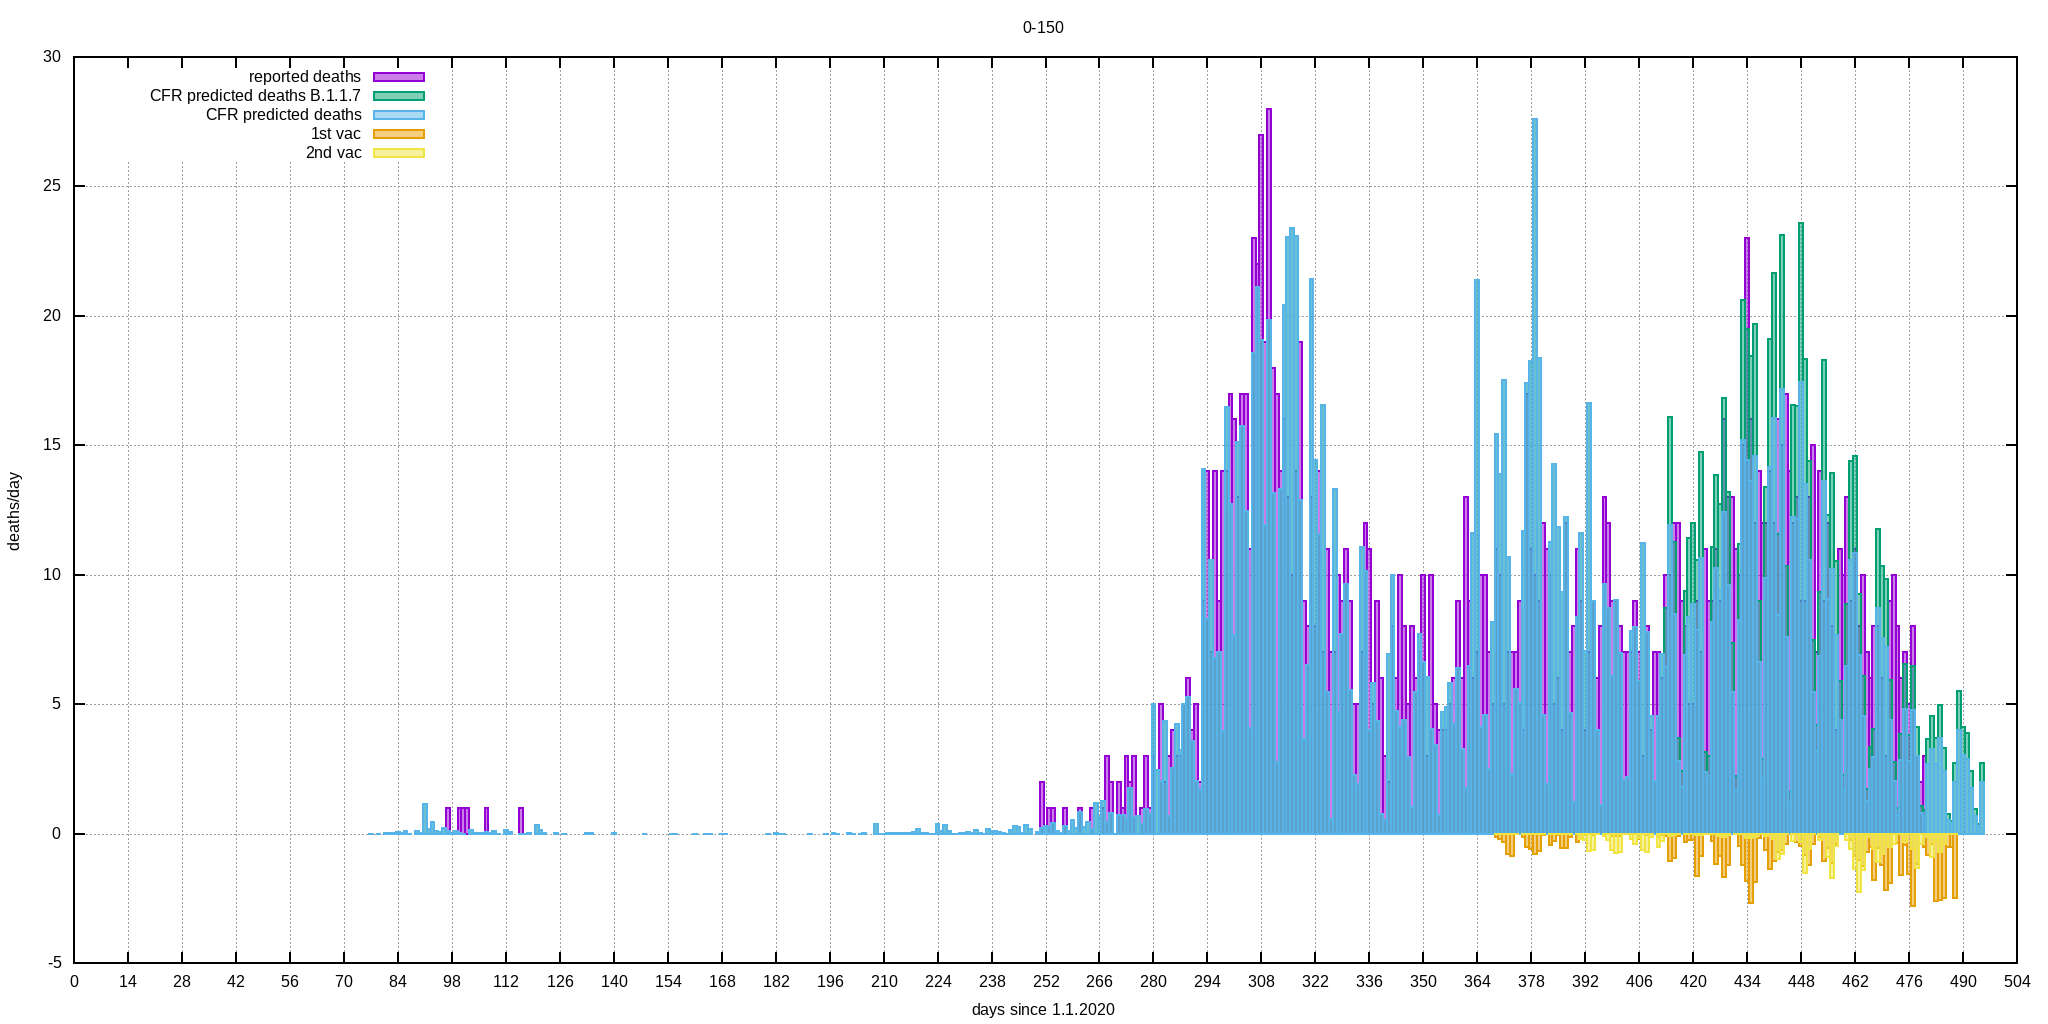 0-150
30
25
20
15
10
5
0
-5
deaths/day
reported deaths
CFR predicted deaths B.1.1.7
CFR predicted deaths
1st vac
2nd vac
0 14 28 42 56 70 84 98 112 126 140 154 168 182 196 210 224 238 252 266 280 294 308 322 336 350 364 378 392 406 420 434 448 462 476 490 504
days since 1.1.2020